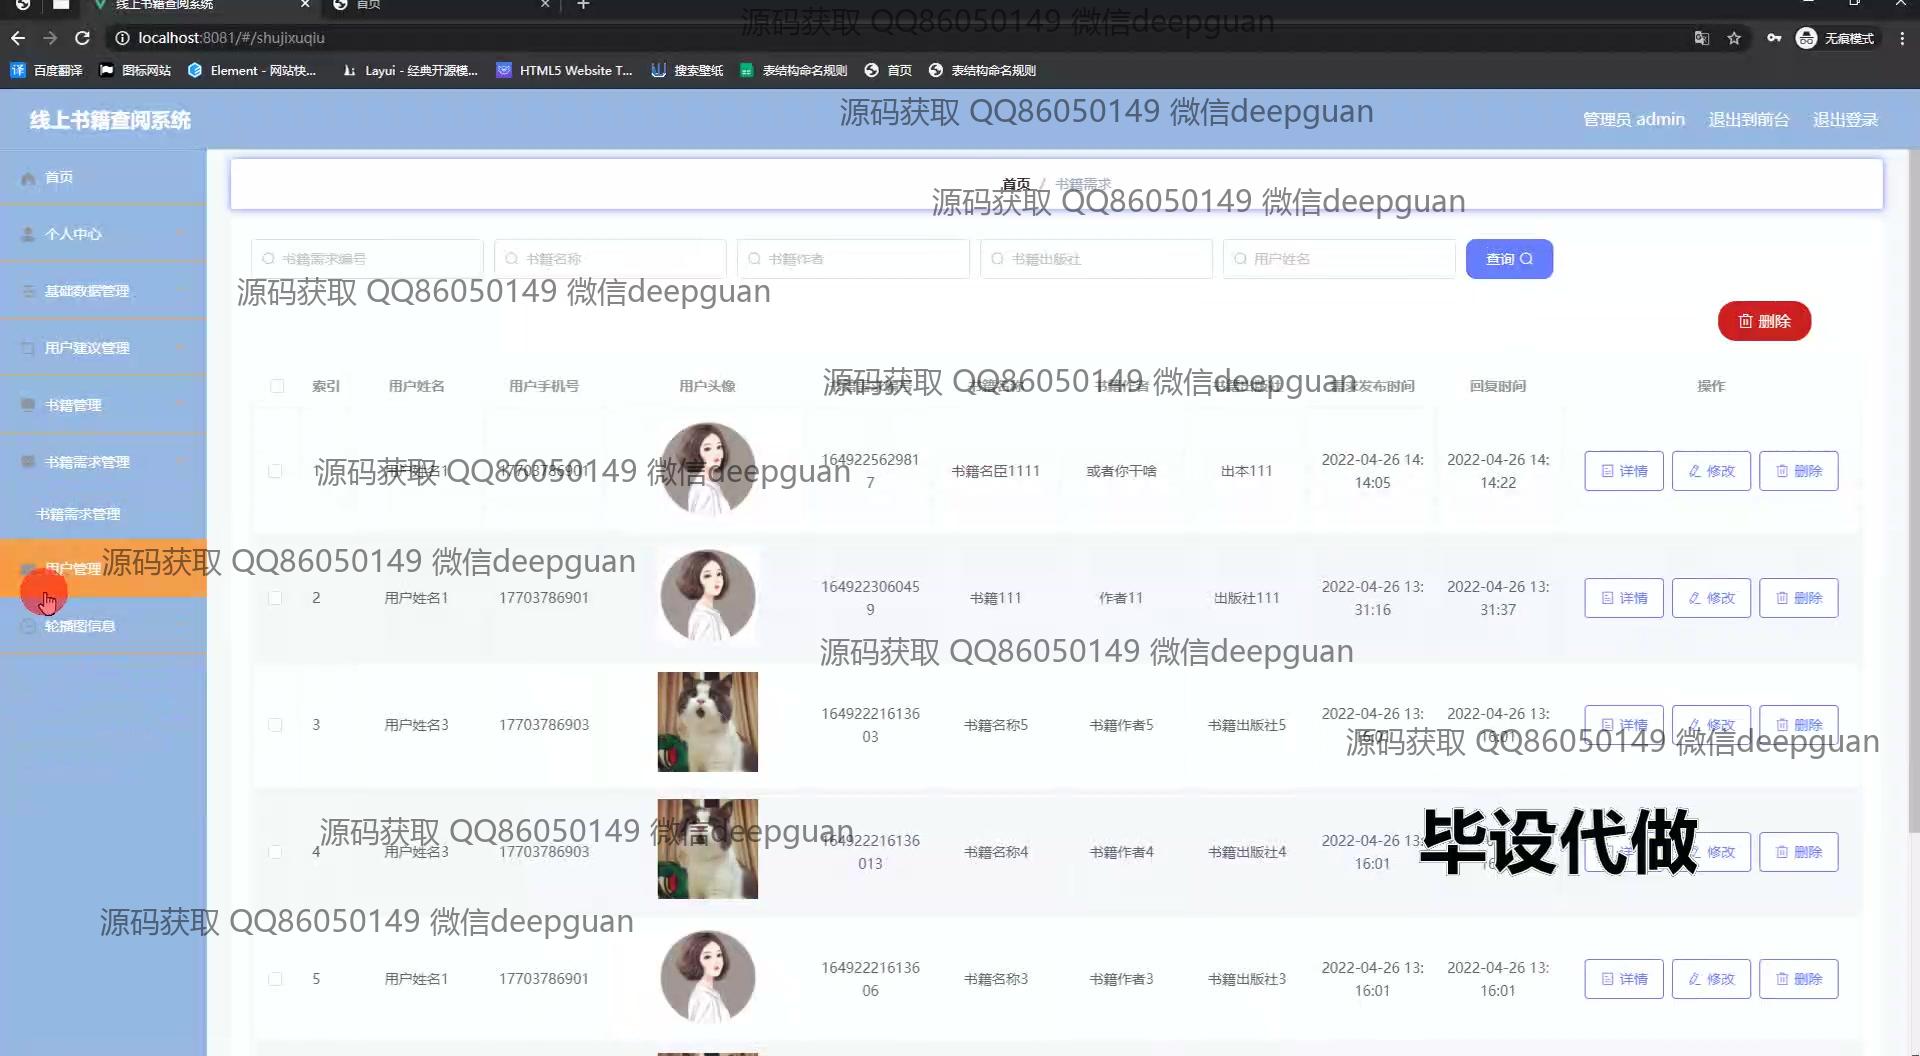 线上书籍查阅系统
首页
localhost:8081/#/shujixuqiu
无痕模式
百度翻译
图标网站
Element - 网站快...
Layui - 经典开源模...
HTML5 Website T...
搜索壁纸
表结构命名规则
首页
表结构命名规则
源码获取 QQ86050149 微信deepguan
线上书籍查阅系统
源码获取 QQ86050149 微信deepguan
管理员 admin
退出到前台
退出登录
首页
个人中心
基础数据管理
用户建议管理
书籍管理
书籍需求管理
书籍需求管理
用户管理
轮播图信息
首页 / 书籍需求
源码获取 QQ86050149 微信deepguan
书籍需求编号
书籍名称
书籍作者
书籍出版社
用户姓名
查询
源码获取 QQ86050149 微信deepguan
删除
索引 用户姓名 用户手机号 用户头像 书籍需求编号 书籍名称 书籍作者 书籍出版社 需求发布时间 回复时间 操作
源码获取 QQ86050149 微信deepguan
1 用户姓名1 17703786901 164922562981 7 书籍名臣1111 或者你干啥 出本111 2022-04-26 14:14:05 2022-04-26 14:14:22 详情 修改 删除
源码获取 QQ86050149 微信deepguan
源码获取 QQ86050149 微信deepguan
2 用户姓名1 17703786901 164922306045 9 书籍111 作者11 出版社111 2022-04-26 13:31:16 2022-04-26 13:31:37 详情 修改 删除
源码获取 QQ86050149 微信deepguan
3 用户姓名3 17703786903 164922216136 03 书籍名称5 书籍作者5 书籍出版社5 2022-04-26 13:16:01 2022-04-26 13:16:01 详情 修改 删除
源码获取 QQ86050149 微信deepguan
毕设代做
源码获取 QQ86050149 微信deepguan
4 用户姓名3 17703786903 164922216136 013 书籍名称4 书籍作者4 书籍出版社4 2022-04-26 13:16:01 修改 删除
源码获取 QQ86050149 微信deepguan
5 用户姓名1 17703786901 164922216136 06 书籍名称3 书籍作者3 书籍出版社3 2022-04-26 13:16:01 2022-04-26 13:16:01 详情 修改 删除